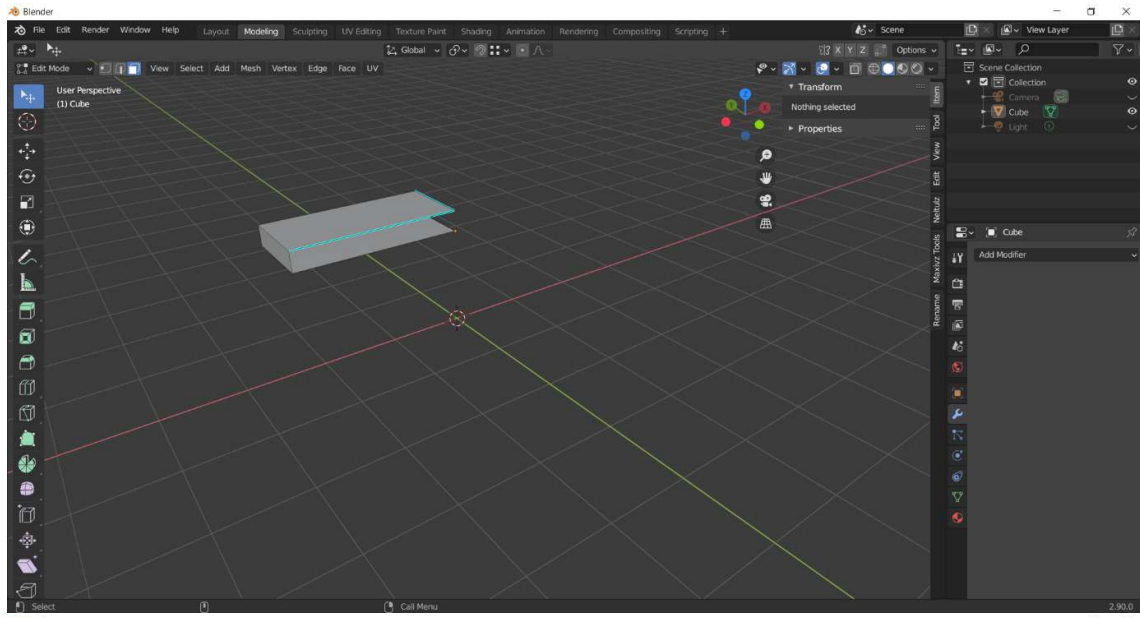 Blender
File Edit Render Window Help Layout Modeling Sculpting UV Editing Texture Paint Shading Animation Rendering Compositing Scripting + Scene View Layer
Global X Y Z Options
Edit Mode View Select Add Mesh Vertex Edge Face UV
User Perspective
(1) Cube
Z
Y
X
Transform
Nothing selected
Properties
Item
Tool
View
Edit
Neltulz
Maxivz Tools
Rename
Scene Collection
Collection
Camera
Cube
Light
Cube
Add Modifier
Select
Call Menu
2.90.0